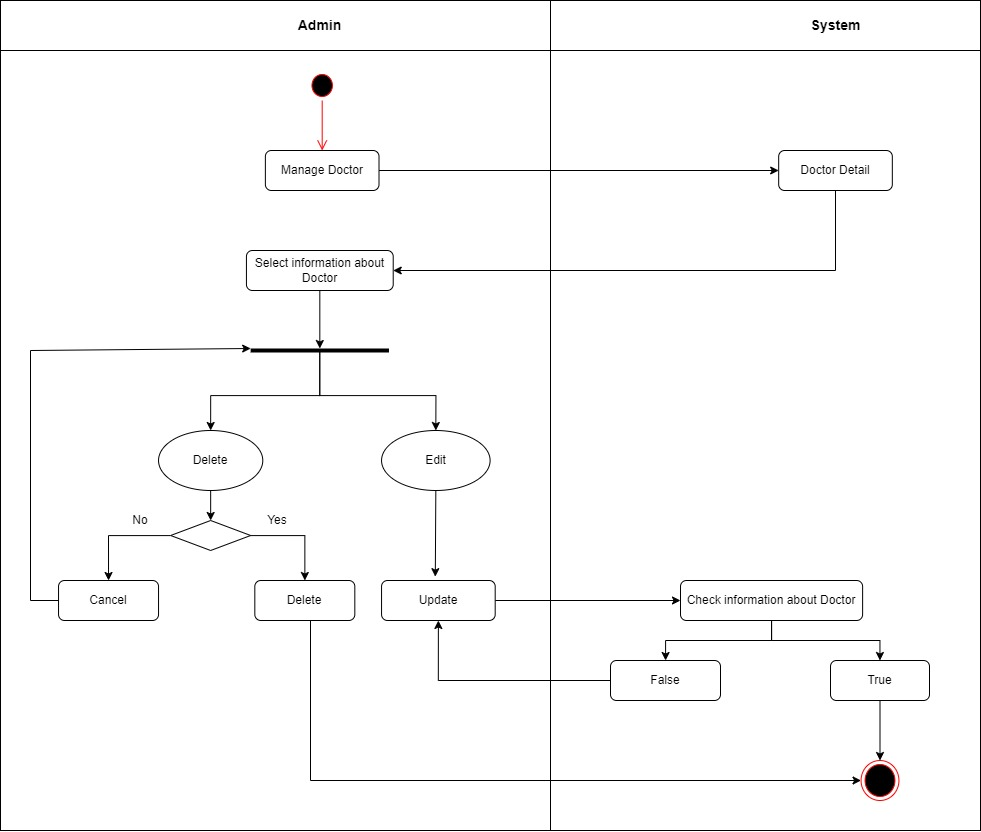 Admin
System
Manage Doctor
Doctor Detail
Select information about
Doctor
Delete
Edit
No
Yes
Cancel
Delete
Update
Check information about Doctor
False
True